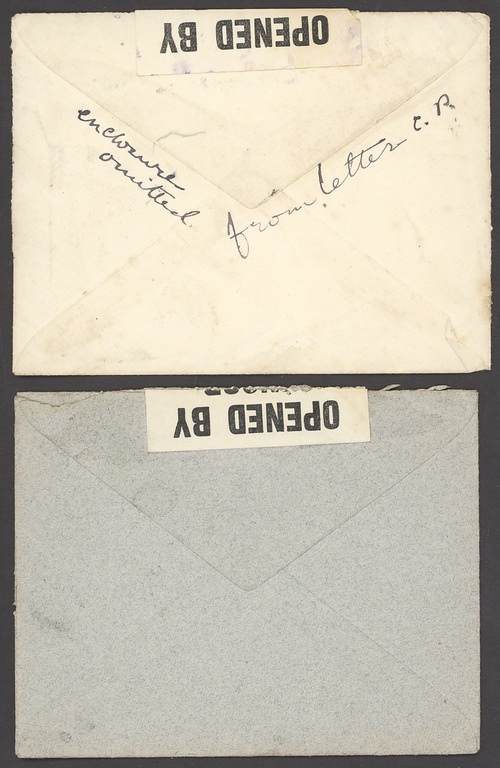 OPENED BY
enclosure
omitted
from letter C. P.
OPENED BY